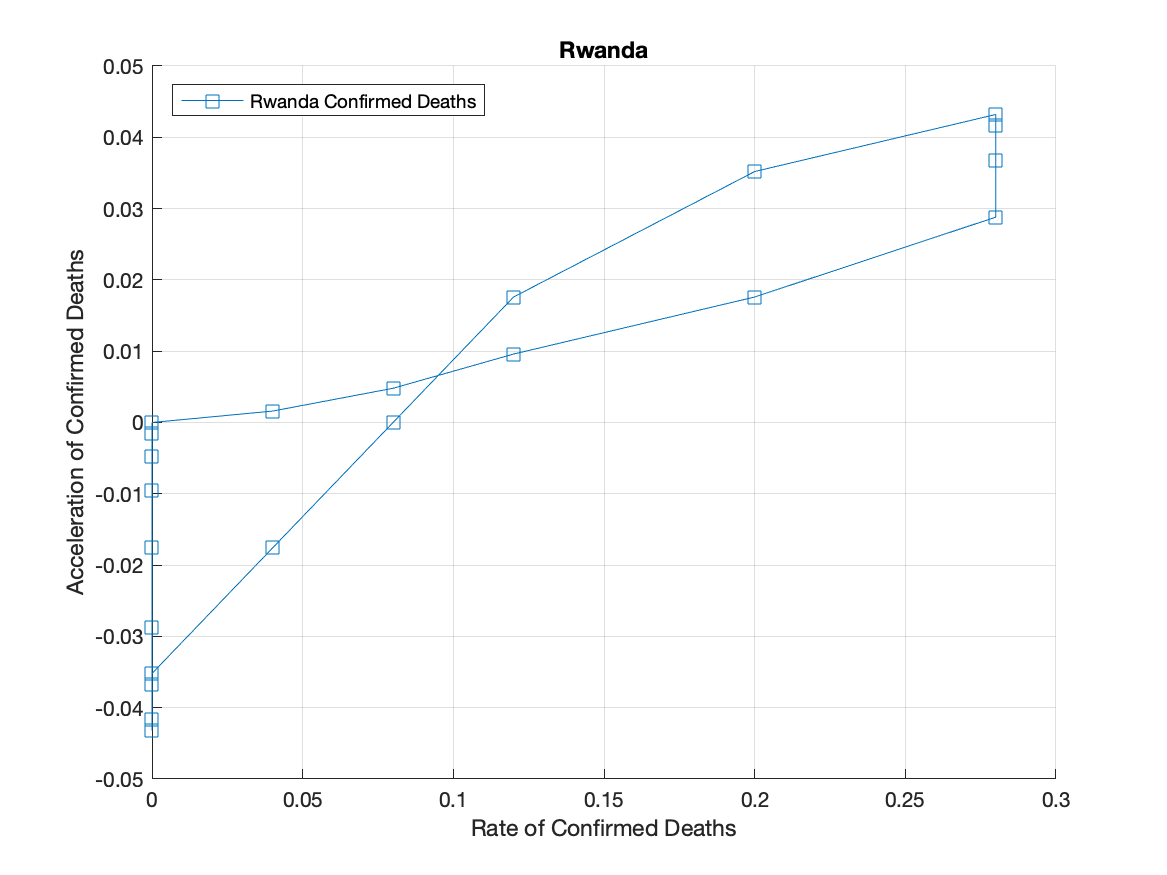 Rwanda
Rwanda Confirmed Deaths
0.05
0.04
0.03
0.02
0.01
0
-0.01
-0.02
-0.03
-0.04
-0.05
Acceleration of Confirmed Deaths
0 0.05 0.1 0.15 0.2 0.25 0.3
Rate of Confirmed Deaths